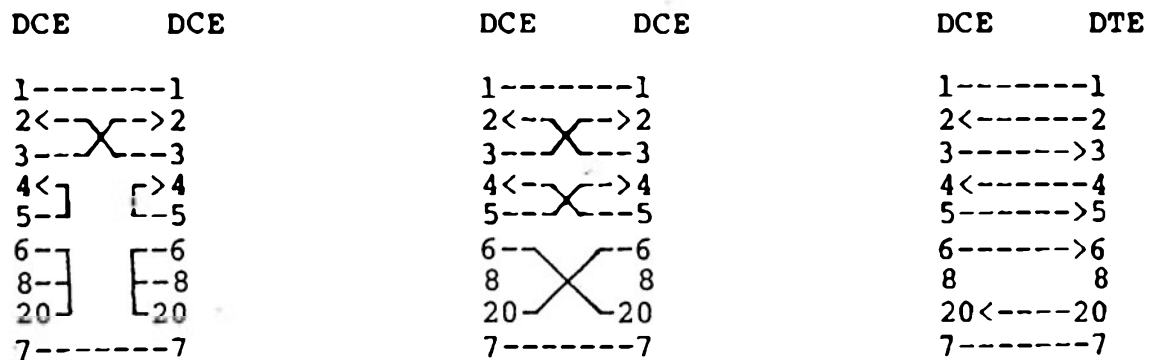 DCE DCE DCE DTE
DCE DCE
1-------1 1-------1 1-------1
2<-- -->2 2<-- -->2 2<------2
3--- ---3 3--- ---3 3------>3
4< >4 4<- ->4 4<------4
5-- --5 5--- ---5 5------>5
6-- --6 6- -6 6------>6
8-- --8 8 8 8 8
20 20 20 20 20<----20
7-------7 7-------7 7-------7